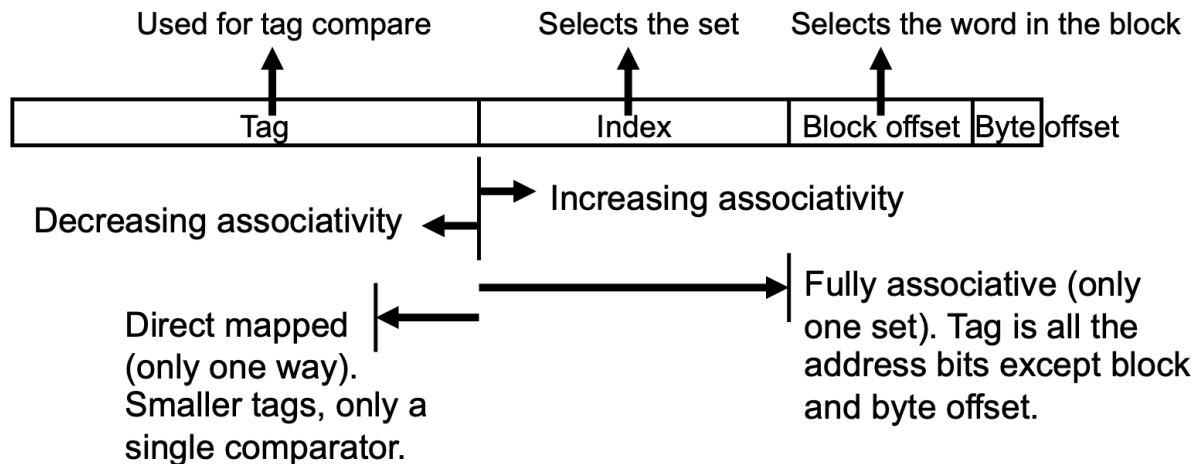 Used for tag compare
Selects the set
Selects the word in the block
Tag
Index
Block offset
Byte offset
Increasing associativity
Decreasing associativity
Fully associative (only
one set). Tag is all the
address bits except block
and byte offset.
Direct mapped
(only one way).
Smaller tags, only a
single comparator.